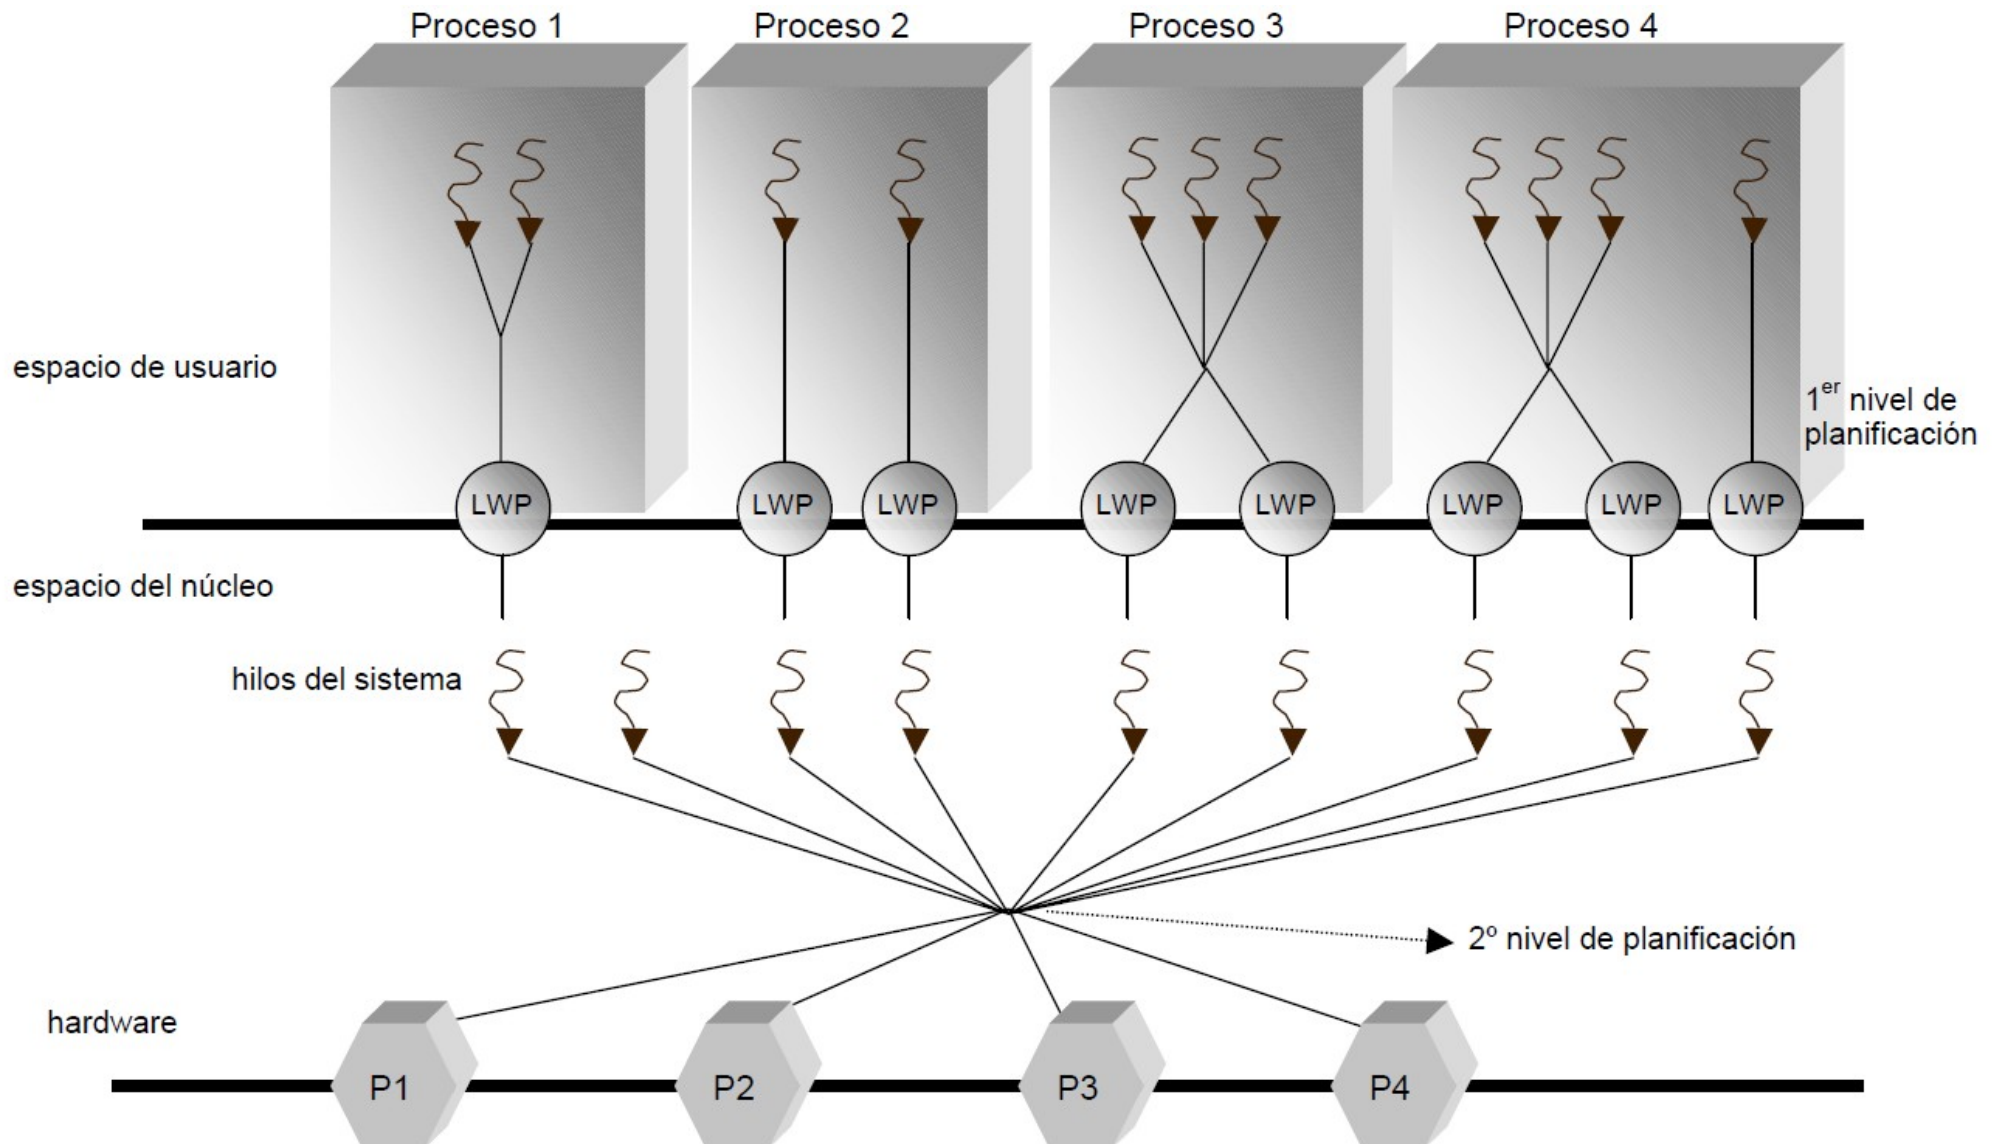 Proceso 1
Proceso 2
Proceso 3
Proceso 4
espacio de usuario
1er nivel de
planificación
LWP
LWP
LWP
LWP
LWP
LWP
LWP
LWP
espacio del núcleo
hilos del sistema
2º nivel de planificación
hardware
P1
P2
P3
P4